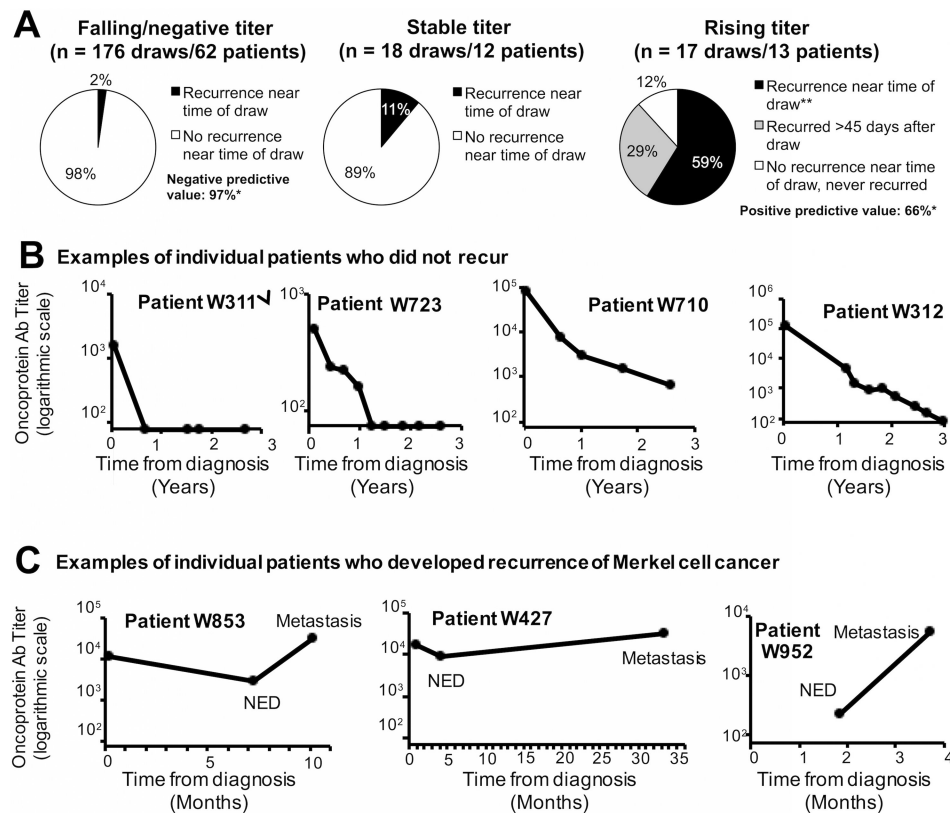 A
Falling/negative titer
(n = 176 draws/62 patients)
2%
98%
Recurrence near
time of draw
No recurrence
near time of draw
Negative predictive
value: 97%*
Stable titer
(n = 18 draws/12 patients)
11%
89%
Recurrence near
time of draw
No recurrence
near time of draw
Rising titer
(n = 17 draws/13 patients)
12%
29%
59%
Recurrence near time of
draw**
Recurred >45 days after
draw
No recurrence near time
of draw, never recurred
Positive predictive value: 66%*
B Examples of individual patients who did not recur
Oncoprotein Ab Titer
(logarithmic scale)
Patient W311
10⁴
10³
10²
0 1 2 3
Time from diagnosis
(Years)
Patient W723
10³
10²
0 1 2 3
Time from diagnosis
(Years)
Patient W710
10⁵
10⁴
10³
10²
0 1 2 3
Time from diagnosis
(Years)
Patient W312
10⁶
10⁵
10⁴
10³
10²
0 1 2 3
Time from diagnosis
(Years)
C Examples of individual patients who developed recurrence of Merkel cell cancer
Oncoprotein Ab Titer
(logarithmic scale)
Patient W853
10⁵
10⁴
10³
10²
Metastasis
NED
0 5 10
Time from diagnosis
(Months)
Patient W427
10⁵
10⁴
10³
10²
NED
Metastasis
0 5 10 15 20 25 30 35
Time from diagnosis
(Months)
Patient
W952
10⁴
10³
10²
Metastasis
NED
0 1 2 3 4
Time from diagnosis
(Months)